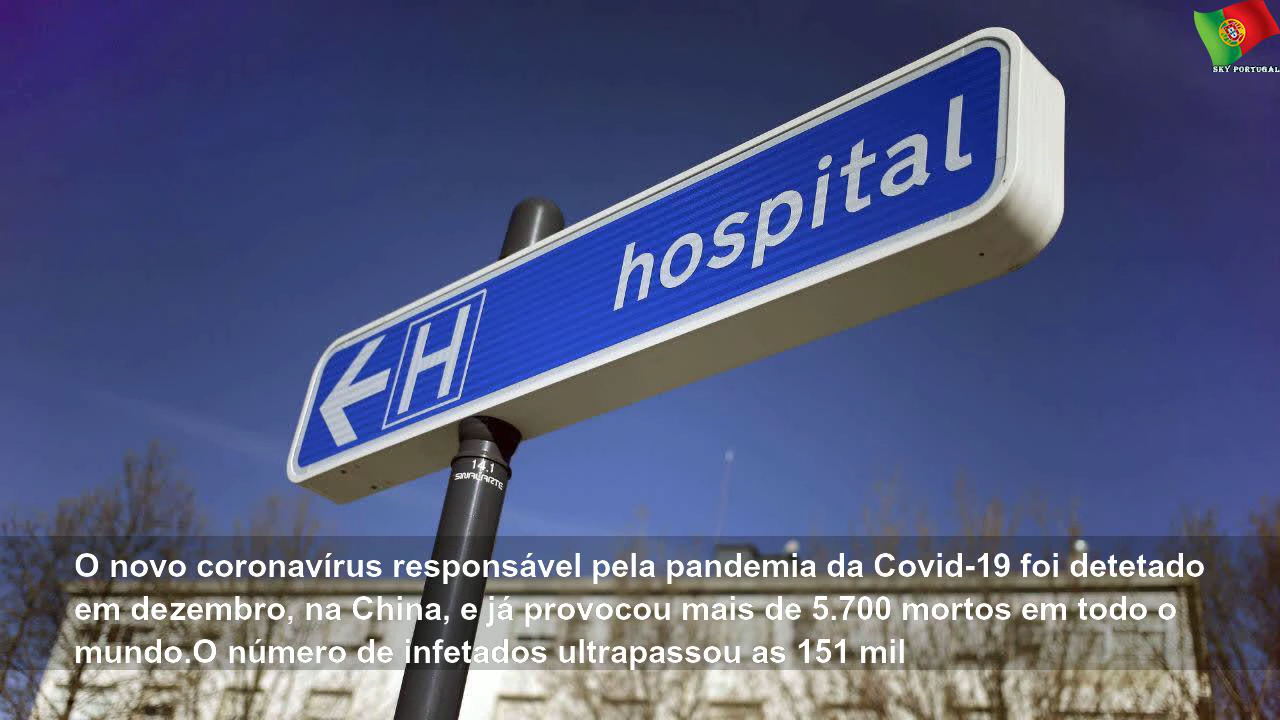 SKY PORTUGAL
hospital
H
14.1
SINALARTE
O novo coronavírus responsável pela pandemia da Covid-19 foi detetado
em dezembro, na China, e já provocou mais de 5.700 mortos em todo o
mundo.O número de infetados ultrapassou as 151 mil